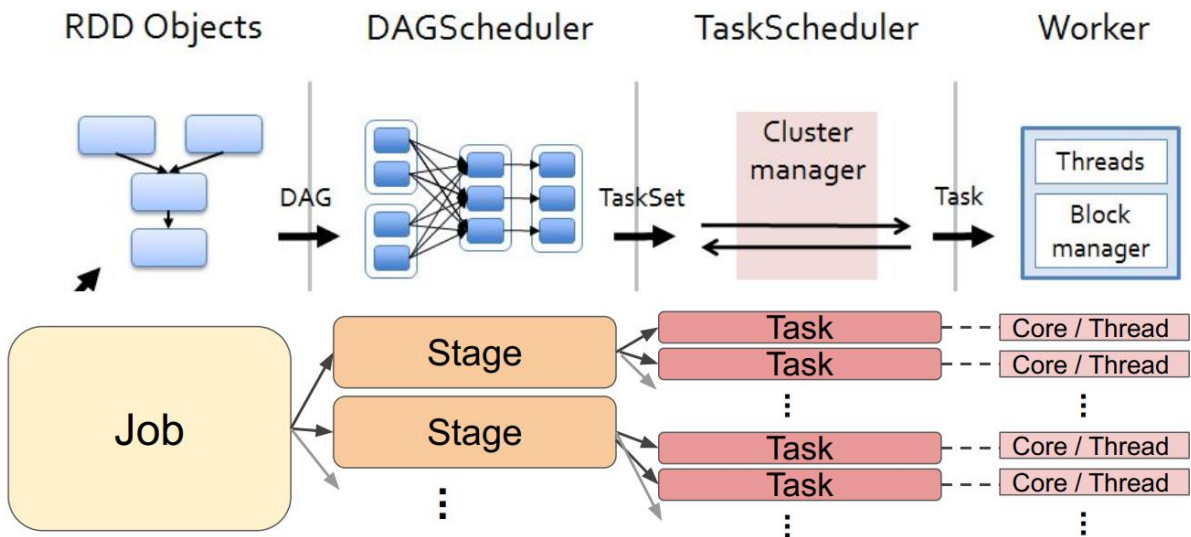 RDD Objects
DAGScheduler
TaskScheduler
Worker
DAG
TaskSet
Cluster
manager
Task
Threads
Block
manager
Job
Stage
Stage
Task
Task
Task
Task
Core / Thread
Core / Thread
Core / Thread
Core / Thread